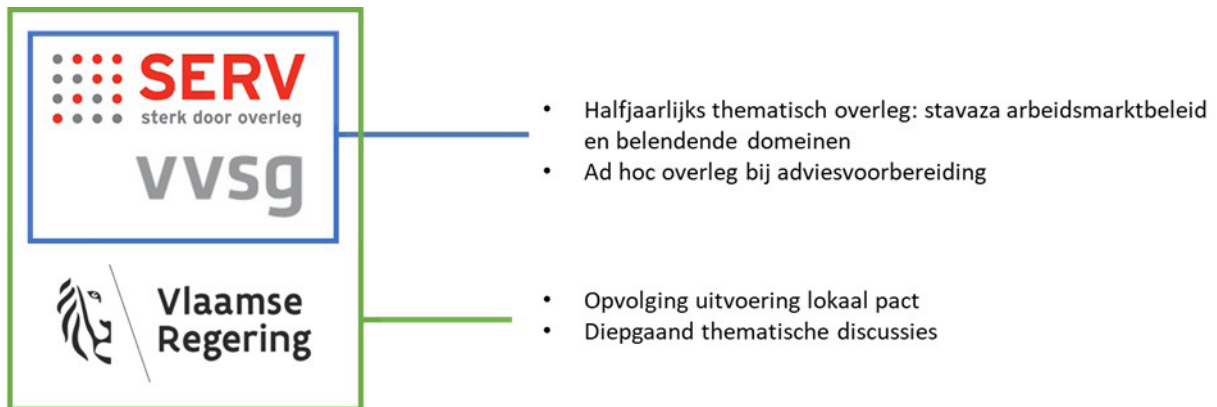 SERV
sterk door overleg
vvsg
• Halfjaarlijks thematisch overleg: stavaza arbeidsmarktbeleid
en belendende domeinen
• Ad hoc overleg bij adviesvoorbereiding
Vlaamse
Regering
• Opvolging uitvoering lokaal pact
• Diepgaand thematische discussies